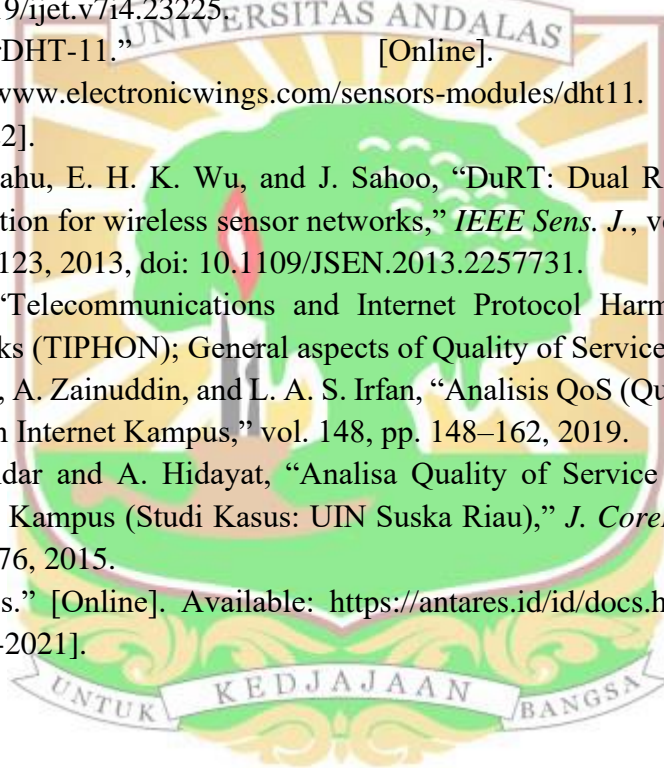 19/ijet.v7i4.23225.
UNIVERSITAS ANDALAS
DHT-11.” [Online].
www.electronicwings.com/sensors-modules/dht11.
2].
ahu, E. H. K. Wu, and J. Sahoo, “DuRT: Dual R
tion for wireless sensor networks,” IEEE Sens. J., v
123, 2013, doi: 10.1109/JSEN.2013.2257731.
“Telecommunications and Internet Protocol Harm
ks (TIPHON); General aspects of Quality of Service
, A. Zainuddin, and L. A. S. Irfan, “Analisis QoS (Qu
n Internet Kampus,” vol. 148, pp. 148–162, 2019.
dar and A. Hidayat, “Analisa Quality of Service
Kampus (Studi Kasus: UIN Suska Riau),” J. Corel
76, 2015.
s.” [Online]. Available: https://antares.id/id/docs.h
-2021].
UNTUK KEDJAJAAN BANGSA